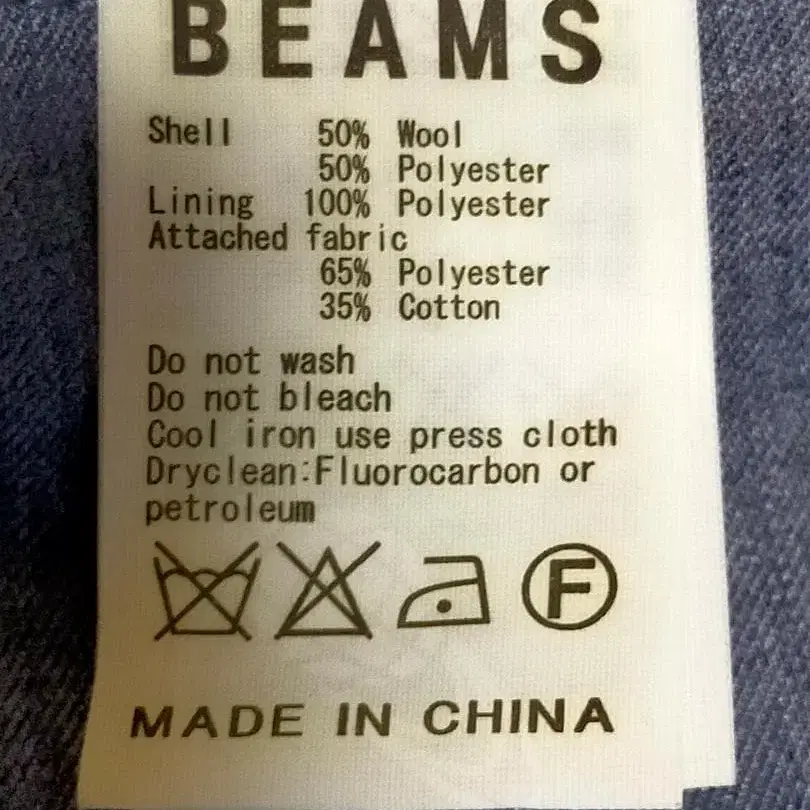 BEAMS
Shell 50% Wool
50% Polyester
Lining 100% Polyester
Attached fabric
65% Polyester
35% Cotton
Do not wash
Do not bleach
Cool iron use press cloth
Dryclean:Fluorocarbon or
petroleum
F
MADE IN CHINA